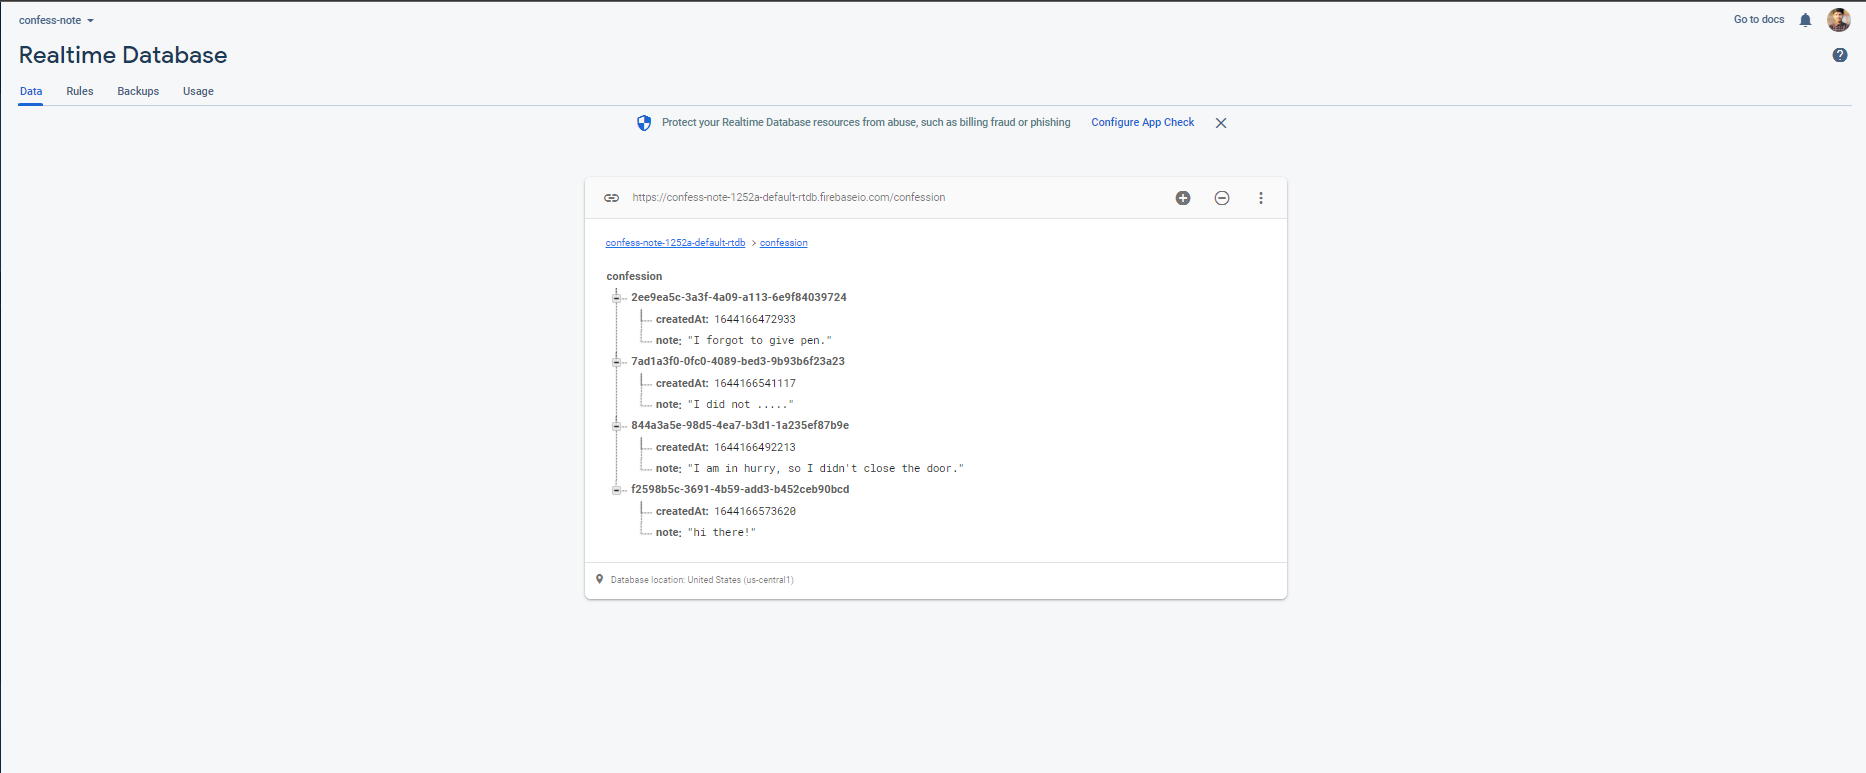 confess-note
Go to docs
Realtime Database
Data Rules Backups Usage
Protect your Realtime Database resources from abuse, such as billing fraud or phishing Configure App Check
https://confess-note-1252a-default-rtdb.firebaseio.com/confession
confess-note-1252a-default-rtdb > confession
confession
2ee9ea5c-3a3f-4a09-a113-6e9f84039724
createdAt: 1644166472933
note: "I forgot to give pen."
7ad1a3f0-0fc0-4089-bed3-9b93b6f23a23
createdAt: 1644166541117
note: "I did not ....."
844a3a5e-98d5-4ea7-b3d1-1a235ef87b9e
createdAt: 1644166492213
note: "I am in hurry, so I didn't close the door."
f2598b5c-3691-4b59-add3-b452ceb90bcd
createdAt: 1644166573620
note: "hi there!"
Database location: United States (us-central1)